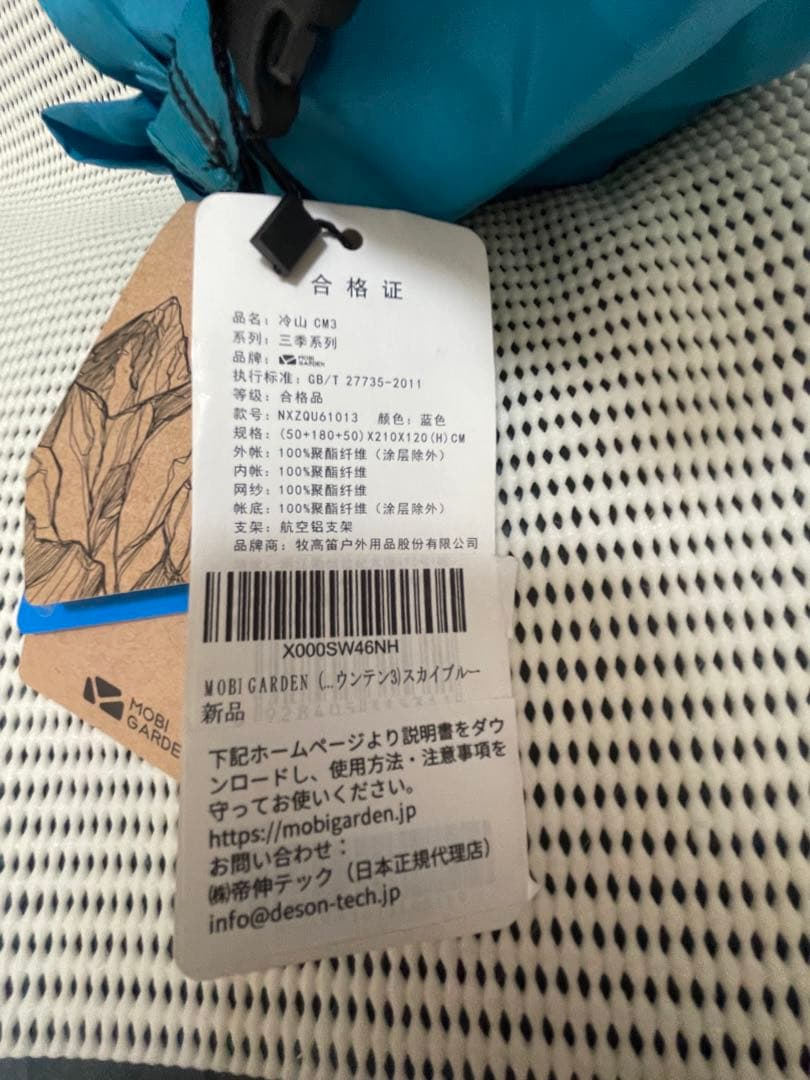 合格证
品名: 冷山 CM3
系列: 三季系列
品牌: MOBI GARDEN
执行标准: GB/T 27735-2011
等级: 合格品
款号: NXZQU61013 颜色: 蓝色
规格: (50+180+50)X210X120(H)CM
外帐: 100%聚酯纤维（涂层除外）
内帐: 100%聚酯纤维
网纱: 100%聚酯纤维
帐底: 100%聚酯纤维（涂层除外）
支架: 航空铝支架
品牌商: 牧高笛户外用品股份有限公司
X000SW46NH
MOBI GARDEN (...ウンテン3)スカイブルー
新品
下記ホームページより説明書をダウ
ンロードし、使用方法・注意事項を
守ってお使いください。
https://mobigarden.jp
お問い合わせ：
㈱帝伸テック（日本正規代理店）
info@deson-tech.jp
MOBI
GARDE